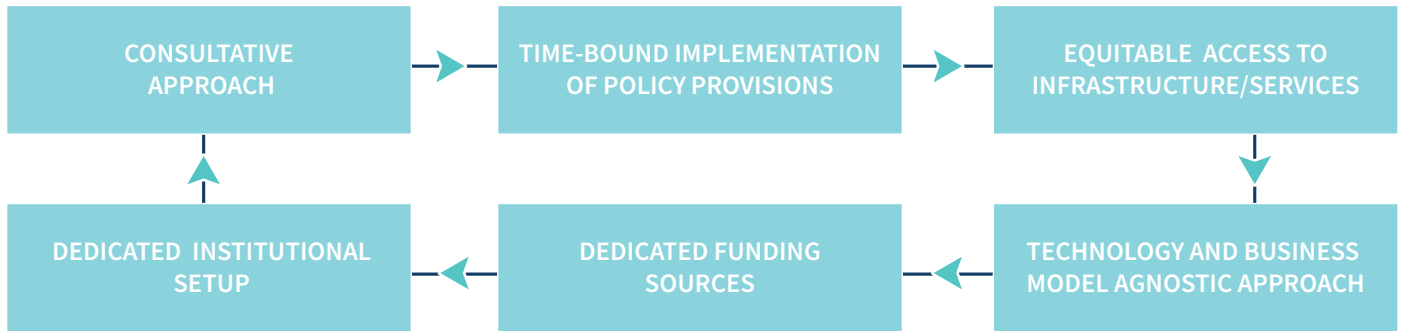 CONSULTATIVE
APPROACH
TIME-BOUND IMPLEMENTATION
OF POLICY PROVISIONS
EQUITABLE ACCESS TO
INFRASTRUCTURE/SERVICES
DEDICATED INSTITUTIONAL
SETUP
DEDICATED FUNDING
SOURCES
TECHNOLOGY AND BUSINESS
MODEL AGNOSTIC APPROACH